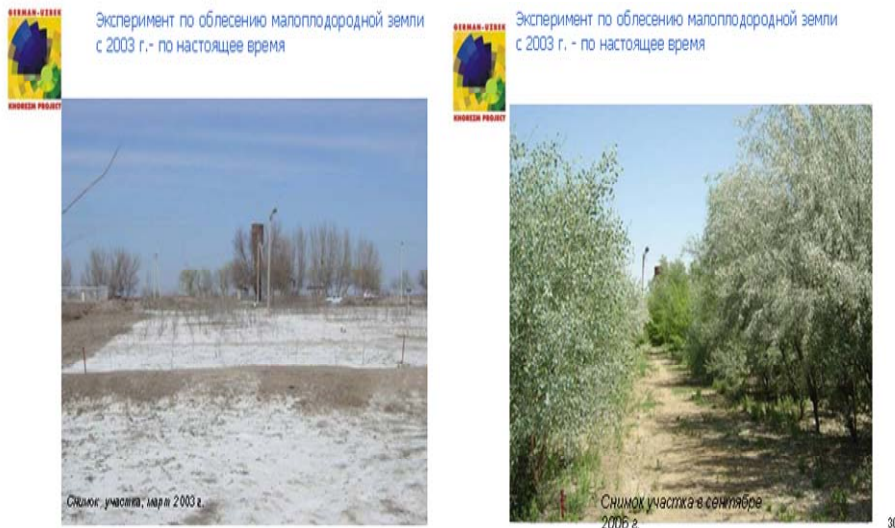 GERMAN-UZBEK
KHOREZM PROJECT
Эксперимент по облесению малоплодородной земли
с 2003 г.- по настоящее время
Снимок участка, март 2003 г.
GERMAN-UZBEK
KHOREZM PROJECT
Эксперимент по облесению малоплодородной земли
с 2003 г. - по настоящее время
Снимок участка в сентябре
2006 г.